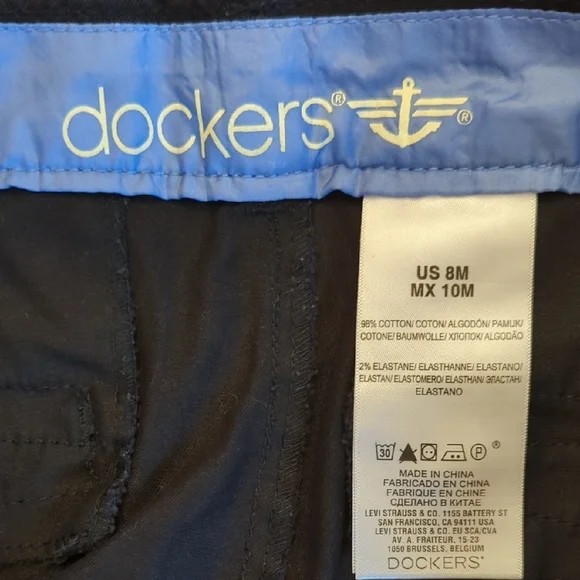 dockers® ®
US 8M
MX 10M
98% COTTON/ COTON/ ALGODÓN/ PAMUK/
COTONE/ BAUMWOLLE/ ХЛОПОК/ ALGODÃO
2% ELASTANE/ ELASTHANNE/ ELASTANO/
ELASTAN/ ELASTOMERO/ ELASTHAN/ ЭЛАСТАН/
ELASTANO
30 P ®
MADE IN CHINA
FABRICADO EN CHINA
FABRIQUE EN CHINE
СДЕЛАНО В КИТАЕ
LEVI STRAUSS & CO. 1155 BATTERY ST
SAN FRANCISCO, CA 94111 USA
LEVI STRAUSS & CO. EU SCA/CVA
AV. A. FRAITEUR, 15-23
1050 BRUSSELS, BELGIUM
DOCKERS®